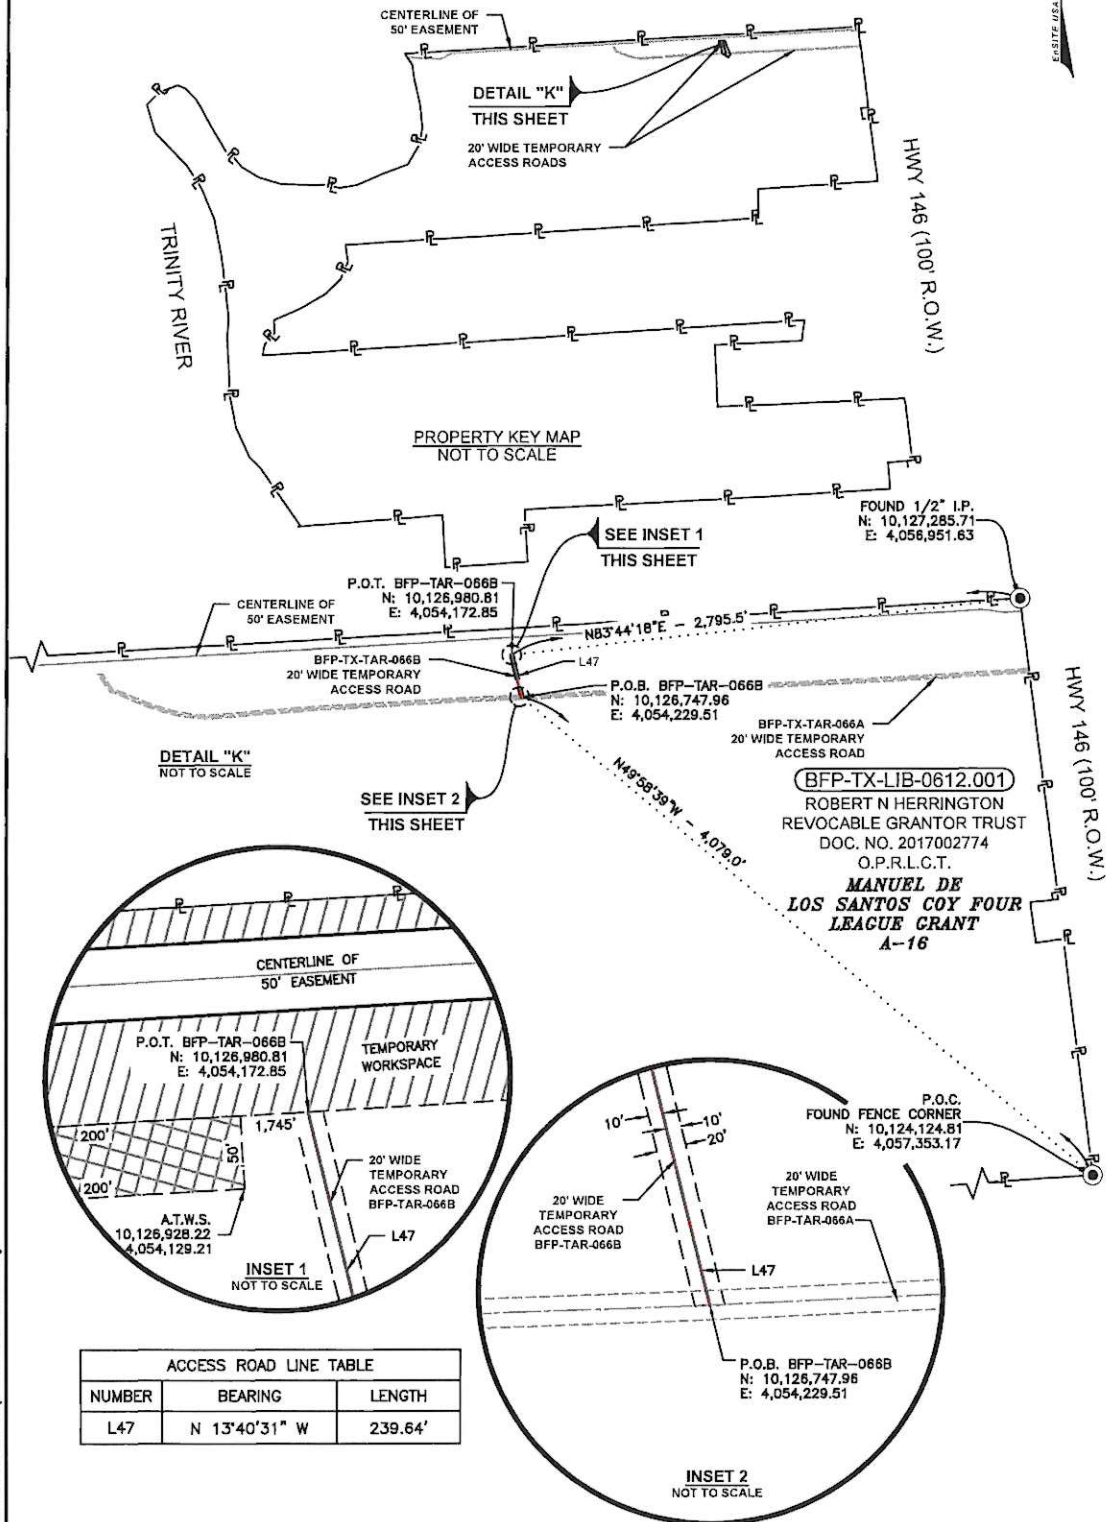 CENTERLINE OF
50' EASEMENT
EnSITE USA
DETAIL "K"
THIS SHEET
20' WIDE TEMPORARY
ACCESS ROADS
HWY 146 (100' R.O.W.)
TRINITY RIVER
PROPERTY KEY MAP
NOT TO SCALE
FOUND 1/2" I.P.
N: 10,127,285.71
E: 4,056,951.63
SEE INSET 1
THIS SHEET
P.O.T. BFP-TAR-066B
N: 10,126,980.81
E: 4,054,172.85
CENTERLINE OF
50' EASEMENT
N83°44'18"E - 2,795.5'
BFP-TX-TAR-066B
20' WIDE TEMPORARY
ACCESS ROAD
L47
P.O.B. BFP-TAR-066B
N: 10,126,747.96
E: 4,054,229.51
BFP-TX-TAR-066A
20' WIDE TEMPORARY
ACCESS ROAD
DETAIL "K"
NOT TO SCALE
HWY 146 (100' R.O.W.)
SEE INSET 2
THIS SHEET
N49°58'39"W - 4,079.0'
BFP-TX-LIB-0612.001
ROBERT N HERRINGTON
REVOCABLE GRANTOR TRUST
DOC. NO. 2017002774
O.P.R.L.C.T.
MANUEL DE
LOS SANTOS COY FOUR
LEAGUE GRANT
A-16
CENTERLINE OF
50' EASEMENT
P.O.T. BFP-TAR-066B
N: 10,126,980.81
E: 4,054,172.85
TEMPORARY
WORKSPACE
1,745'
200'
50'
200'
20' WIDE
TEMPORARY
ACCESS ROAD
BFP-TAR-066B
A.T.W.S.
10,126,928.22
4,054,129.21
L47
INSET 1
NOT TO SCALE
P.O.C.
FOUND FENCE CORNER
N: 10,124,124.81
E: 4,057,353.17
10'
10'
20'
20' WIDE
TEMPORARY
ACCESS ROAD
BFP-TAR-066B
20' WIDE
TEMPORARY
ACCESS ROAD
BFP-TAR-066A
L47
P.O.B. BFP-TAR-066B
N: 10,126,747.96
E: 4,054,229.51
INSET 2
NOT TO SCALE
ACCESS ROAD LINE TABLE
NUMBER BEARING LENGTH
L47 N 13°40'31" W 239.64'